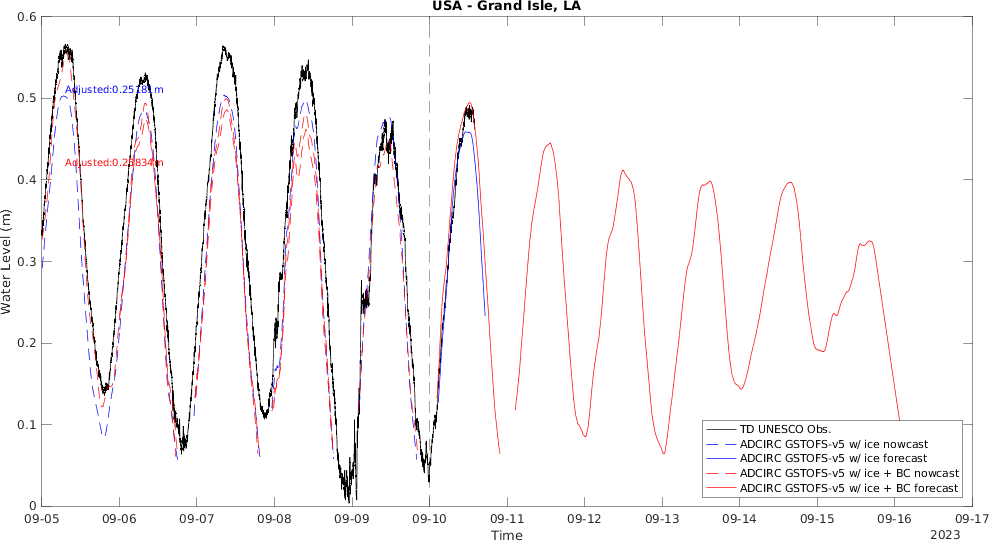 USA - Grand Isle, LA
0.6
0.5
0.4
0.3
0.2
0.1
0
Water Level (m)
Adjusted:0.25181m
Adjusted:0.23834m
TD UNESCO Obs.
ADCIRC GSTOFS-v5 w/ ice nowcast
ADCIRC GSTOFS-v5 w/ ice forecast
ADCIRC GSTOFS-v5 w/ ice + BC nowcast
ADCIRC GSTOFS-v5 w/ ice + BC forecast
09-05 09-06 09-07 09-08 09-09 09-10 09-11 09-12 09-13 09-14 09-15 09-16 09-17
Time
2023